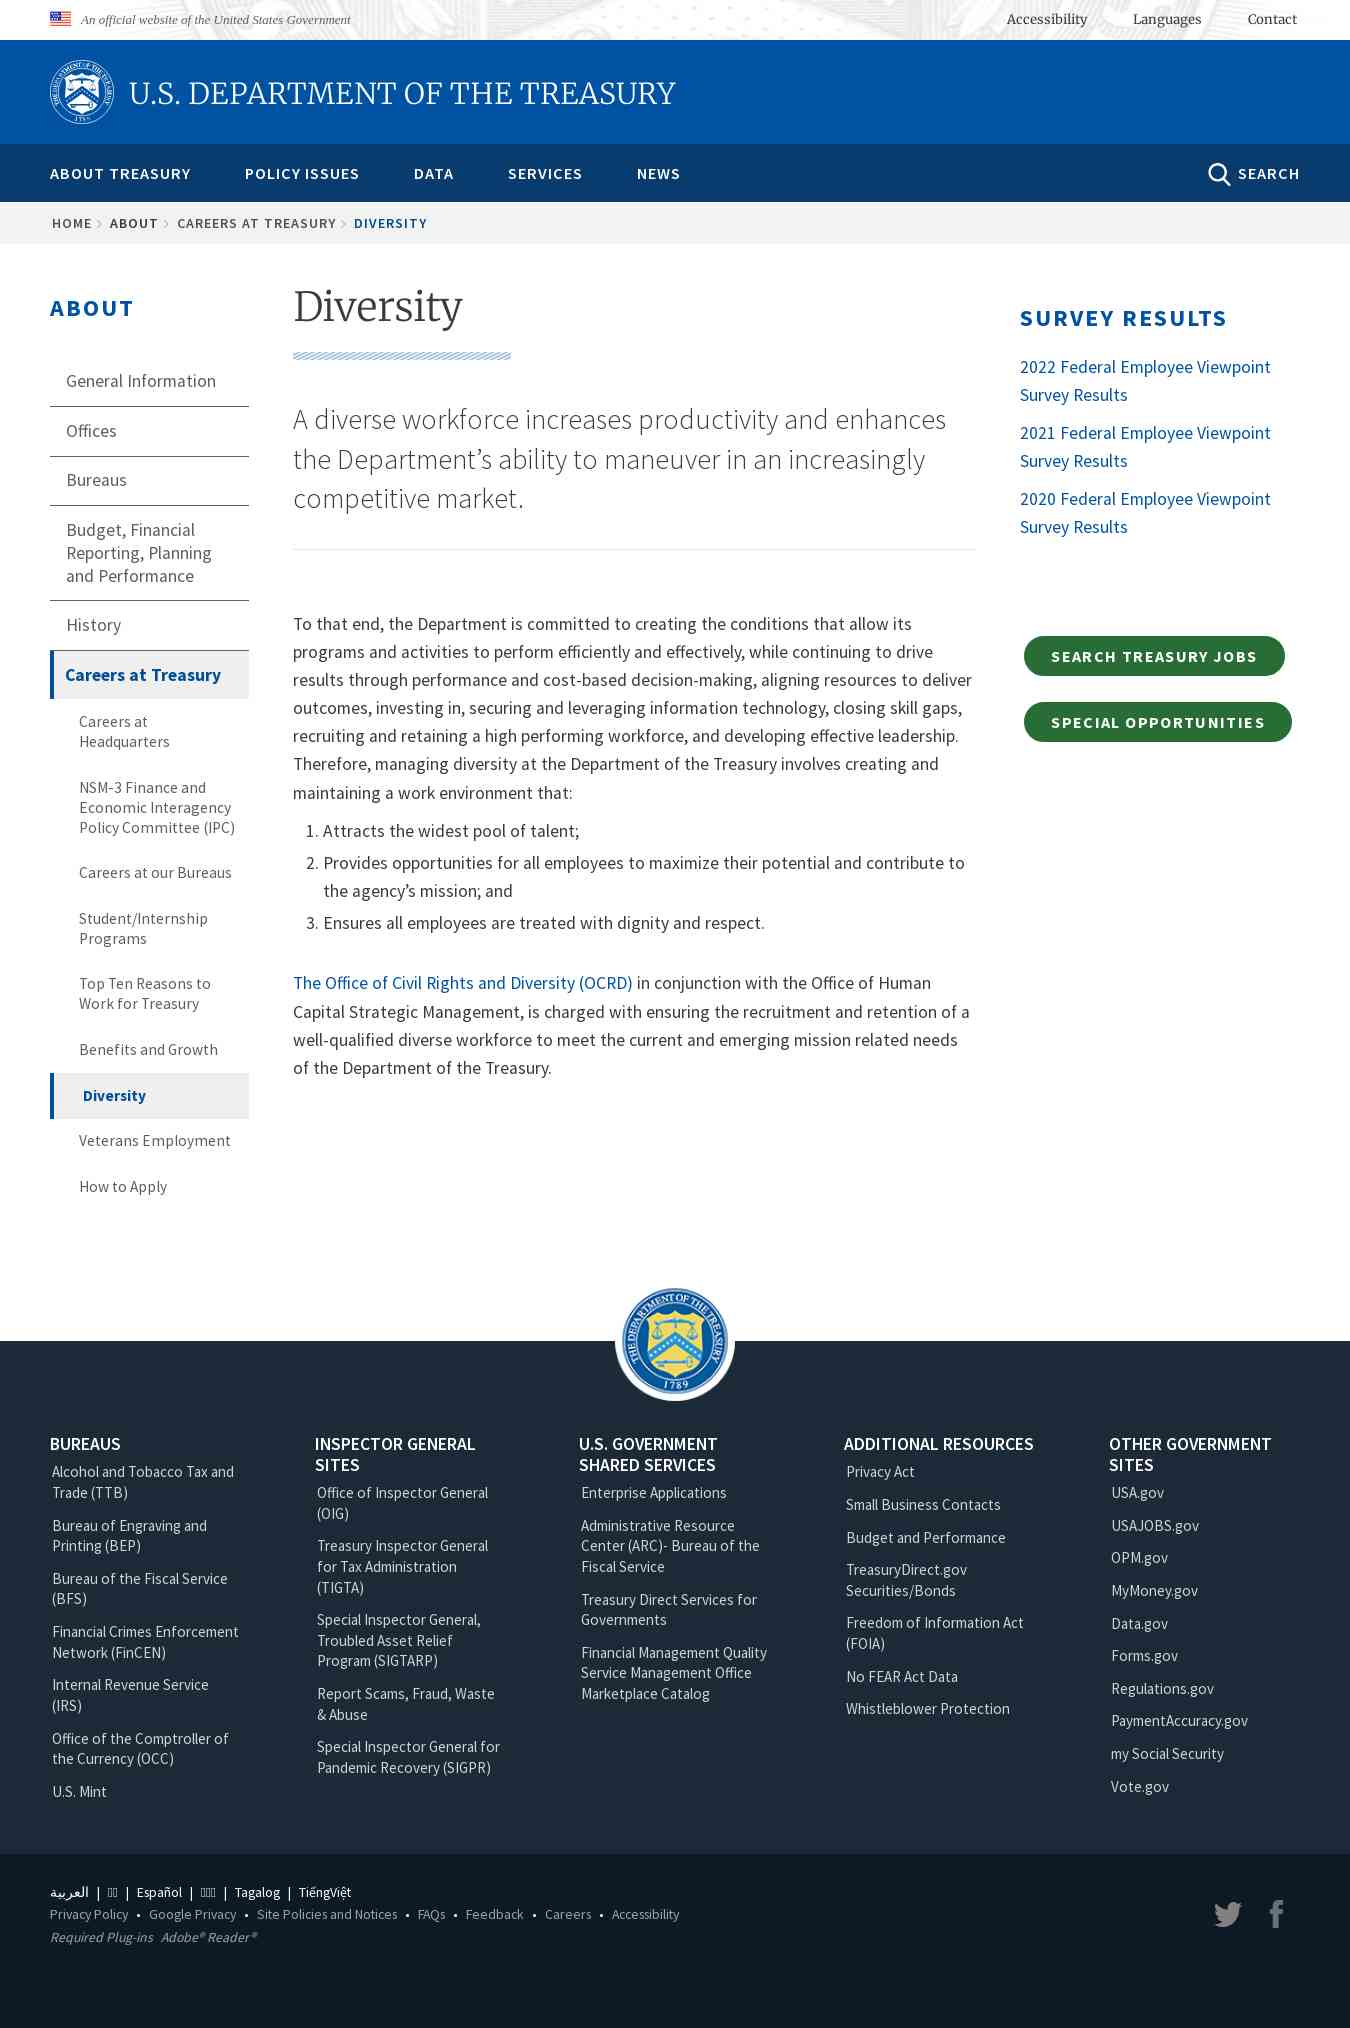 An official website of the United States Government
Accessibility
Languages
Contact
U.S. DEPARTMENT OF THE TREASURY
ABOUT TREASURY
POLICY ISSUES
DATA
SERVICES
NEWS
SEARCH
HOME
ABOUT
CAREERS AT TREASURY
DIVERSITY
ABOUT
General Information
Offices
Bureaus
Budget, Financial
Reporting, Planning
and Performance
History
Careers at Treasury
Careers at
Headquarters
NSM-3 Finance and
Economic Interagency
Policy Committee (IPC)
Careers at our Bureaus
Student/Internship
Programs
Top Ten Reasons to
Work for Treasury
Benefits and Growth
Diversity
Veterans Employment
How to Apply
Diversity
A diverse workforce increases productivity and enhances
the Department’s ability to maneuver in an increasingly
competitive market.
To that end, the Department is committed to creating the conditions that allow its
programs and activities to perform efficiently and effectively, while continuing to drive
results through performance and cost-based decision-making, aligning resources to deliver
outcomes, investing in, securing and leveraging information technology, closing skill gaps,
recruiting and retaining a high performing workforce, and developing effective leadership.
Therefore, managing diversity at the Department of the Treasury involves creating and
maintaining a work environment that:
1. Attracts the widest pool of talent;
2. Provides opportunities for all employees to maximize their potential and contribute to
the agency’s mission; and
3. Ensures all employees are treated with dignity and respect.
The Office of Civil Rights and Diversity (OCRD) in conjunction with the Office of Human
Capital Strategic Management, is charged with ensuring the recruitment and retention of a
well-qualified diverse workforce to meet the current and emerging mission related needs
of the Department of the Treasury.
SURVEY RESULTS
2022 Federal Employee Viewpoint
Survey Results
2021 Federal Employee Viewpoint
Survey Results
2020 Federal Employee Viewpoint
Survey Results
SEARCH TREASURY JOBS
SPECIAL OPPORTUNITIES
THE DEPARTMENT OF THE TREASURY
1789
BUREAUS
Alcohol and Tobacco Tax and
Trade (TTB)
Bureau of Engraving and
Printing (BEP)
Bureau of the Fiscal Service
(BFS)
Financial Crimes Enforcement
Network (FinCEN)
Internal Revenue Service
(IRS)
Office of the Comptroller of
the Currency (OCC)
U.S. Mint
INSPECTOR GENERAL
SITES
Office of Inspector General
(OIG)
Treasury Inspector General
for Tax Administration
(TIGTA)
Special Inspector General,
Troubled Asset Relief
Program (SIGTARP)
Report Scams, Fraud, Waste
& Abuse
Special Inspector General for
Pandemic Recovery (SIGPR)
U.S. GOVERNMENT
SHARED SERVICES
Enterprise Applications
Administrative Resource
Center (ARC)- Bureau of the
Fiscal Service
Treasury Direct Services for
Governments
Financial Management Quality
Service Management Office
Marketplace Catalog
ADDITIONAL RESOURCES
Privacy Act
Small Business Contacts
Budget and Performance
TreasuryDirect.gov
Securities/Bonds
Freedom of Information Act
(FOIA)
No FEAR Act Data
Whistleblower Protection
OTHER GOVERNMENT
SITES
USA.gov
USAJOBS.gov
OPM.gov
MyMoney.gov
Data.gov
Forms.gov
Regulations.gov
PaymentAccuracy.gov
my Social Security
Vote.gov
العربية | | Español | | Tagalog | TiếngViệt
Privacy Policy • Google Privacy • Site Policies and Notices • FAQs • Feedback • Careers • Accessibility
Required Plug-ins Adobe® Reader®